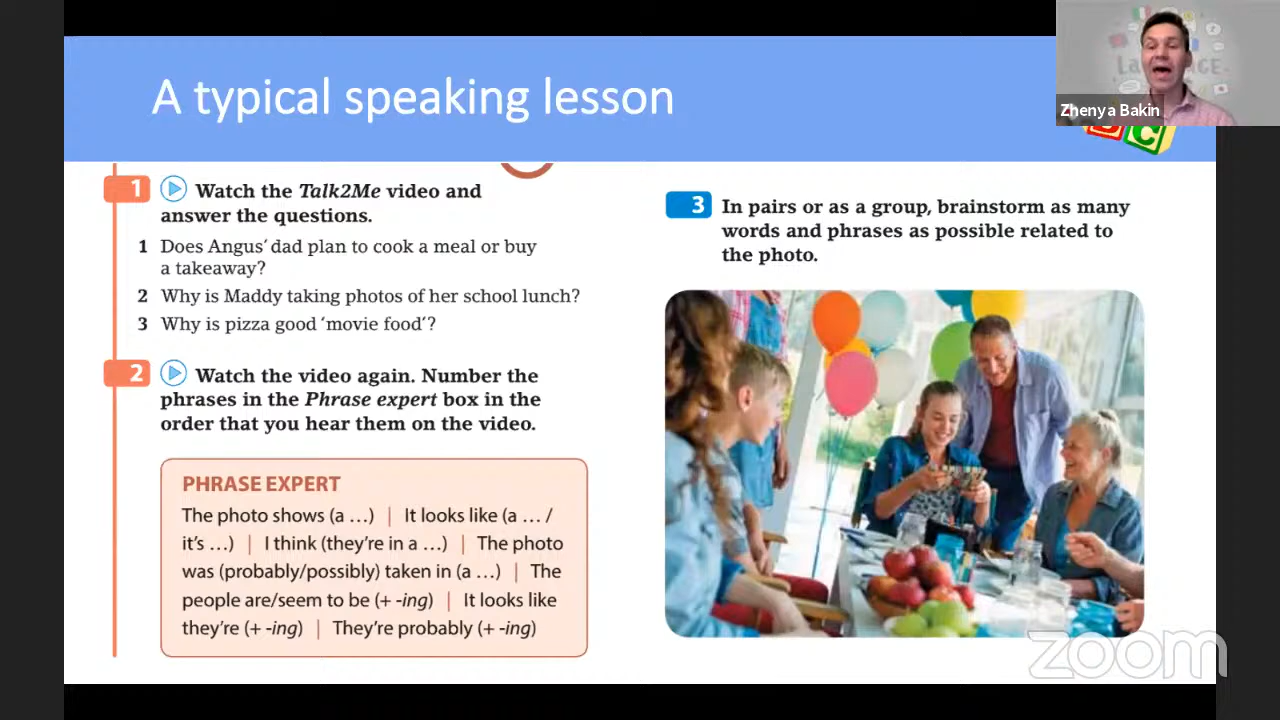 A typical speaking lesson
Zhenya Bakin
1 Watch the Talk2Me video and
answer the questions.
1 Does Angus' dad plan to cook a meal or buy
a takeaway?
2 Why is Maddy taking photos of her school lunch?
3 Why is pizza good ‘movie food’?
2 Watch the video again. Number the
phrases in the Phrase expert box in the
order that you hear them on the video.
PHRASE EXPERT
The photo shows (a …) | It looks like (a … /
it's …) | I think (they're in a …) | The photo
was (probably/possibly) taken in (a …) | The
people are/seem to be (+ -ing) | It looks like
they're (+ -ing) | They're probably (+ -ing)
3 In pairs or as a group, brainstorm as many
words and phrases as possible related to
the photo.
zoom